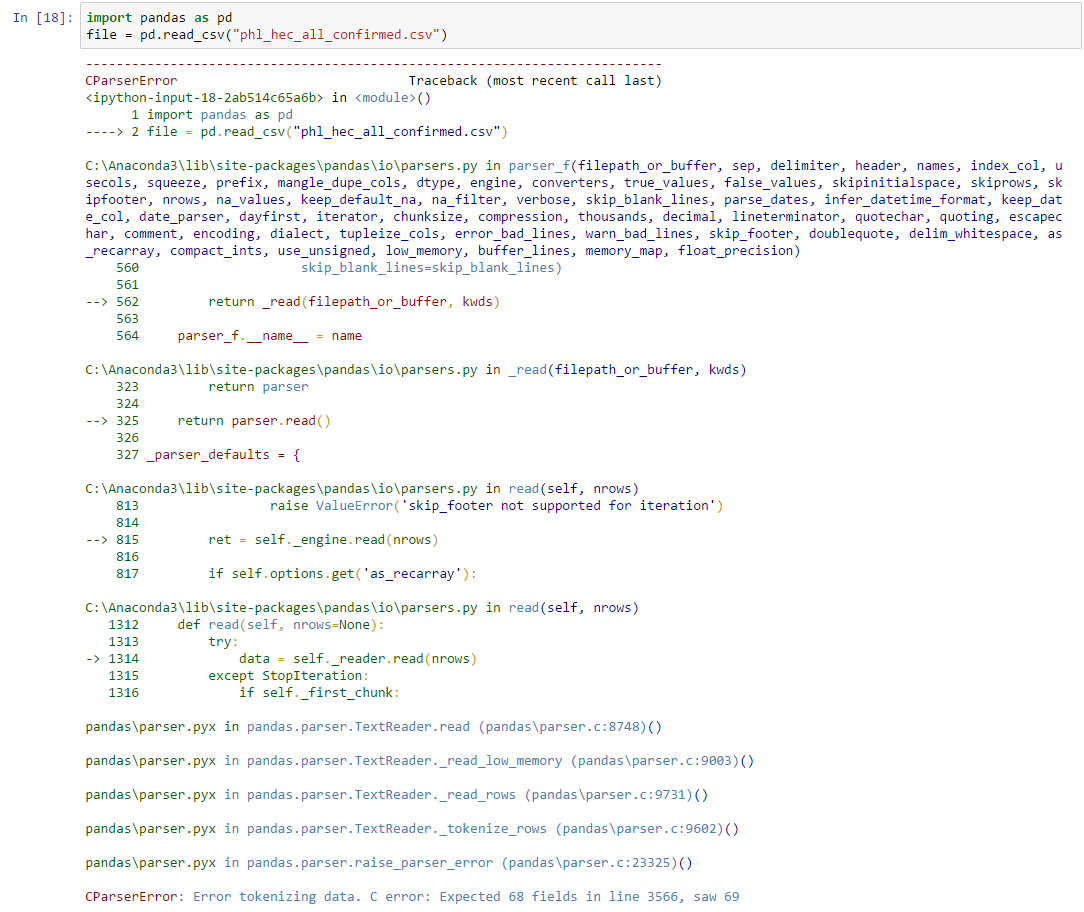 In [18]: import pandas as pd
file = pd.read_csv("phl_hec_all_confirmed.csv")
---------------------------------------------------------------------------
CParserError                              Traceback (most recent call last)
<ipython-input-18-2ab514c65a6b> in <module>()
      1 import pandas as pd
----> 2 file = pd.read_csv("phl_hec_all_confirmed.csv")

C:\Anaconda3\lib\site-packages\pandas\io\parsers.py in parser_f(filepath_or_buffer, sep, delimiter, header, names, index_col, u
secols, squeeze, prefix, mangle_dupe_cols, dtype, engine, converters, true_values, false_values, skipinitialspace, skiprows, sk
ipfooter, nrows, na_values, keep_default_na, na_filter, verbose, skip_blank_lines, parse_dates, infer_datetime_format, keep_dat
e_col, date_parser, dayfirst, iterator, chunksize, compression, thousands, decimal, lineterminator, quotechar, quoting, escapec
har, comment, encoding, dialect, tupleize_cols, error_bad_lines, warn_bad_lines, skip_footer, doublequote, delim_whitespace, as
_recarray, compact_ints, use_unsigned, low_memory, buffer_lines, memory_map, float_precision)
    560                     skip_blank_lines=skip_blank_lines)
    561
--> 562         return _read(filepath_or_buffer, kwds)
    563
    564     parser_f.__name__ = name

C:\Anaconda3\lib\site-packages\pandas\io\parsers.py in _read(filepath_or_buffer, kwds)
    323         return parser
    324
--> 325     return parser.read()
    326
    327 _parser_defaults = {

C:\Anaconda3\lib\site-packages\pandas\io\parsers.py in read(self, nrows)
    813                 raise ValueError('skip_footer not supported for iteration')
    814
--> 815         ret = self._engine.read(nrows)
    816
    817         if self.options.get('as_recarray'):

C:\Anaconda3\lib\site-packages\pandas\io\parsers.py in read(self, nrows)
   1312     def read(self, nrows=None):
   1313         try:
-> 1314             data = self._reader.read(nrows)
   1315         except StopIteration:
   1316             if self._first_chunk:

pandas\parser.pyx in pandas.parser.TextReader.read (pandas\parser.c:8748)()

pandas\parser.pyx in pandas.parser.TextReader._read_low_memory (pandas\parser.c:9003)()

pandas\parser.pyx in pandas.parser.TextReader._read_rows (pandas\parser.c:9731)()

pandas\parser.pyx in pandas.parser.TextReader._tokenize_rows (pandas\parser.c:9602)()

pandas\parser.pyx in pandas.parser.raise_parser_error (pandas\parser.c:23325)()

CParserError: Error tokenizing data. C error: Expected 68 fields in line 3566, saw 69